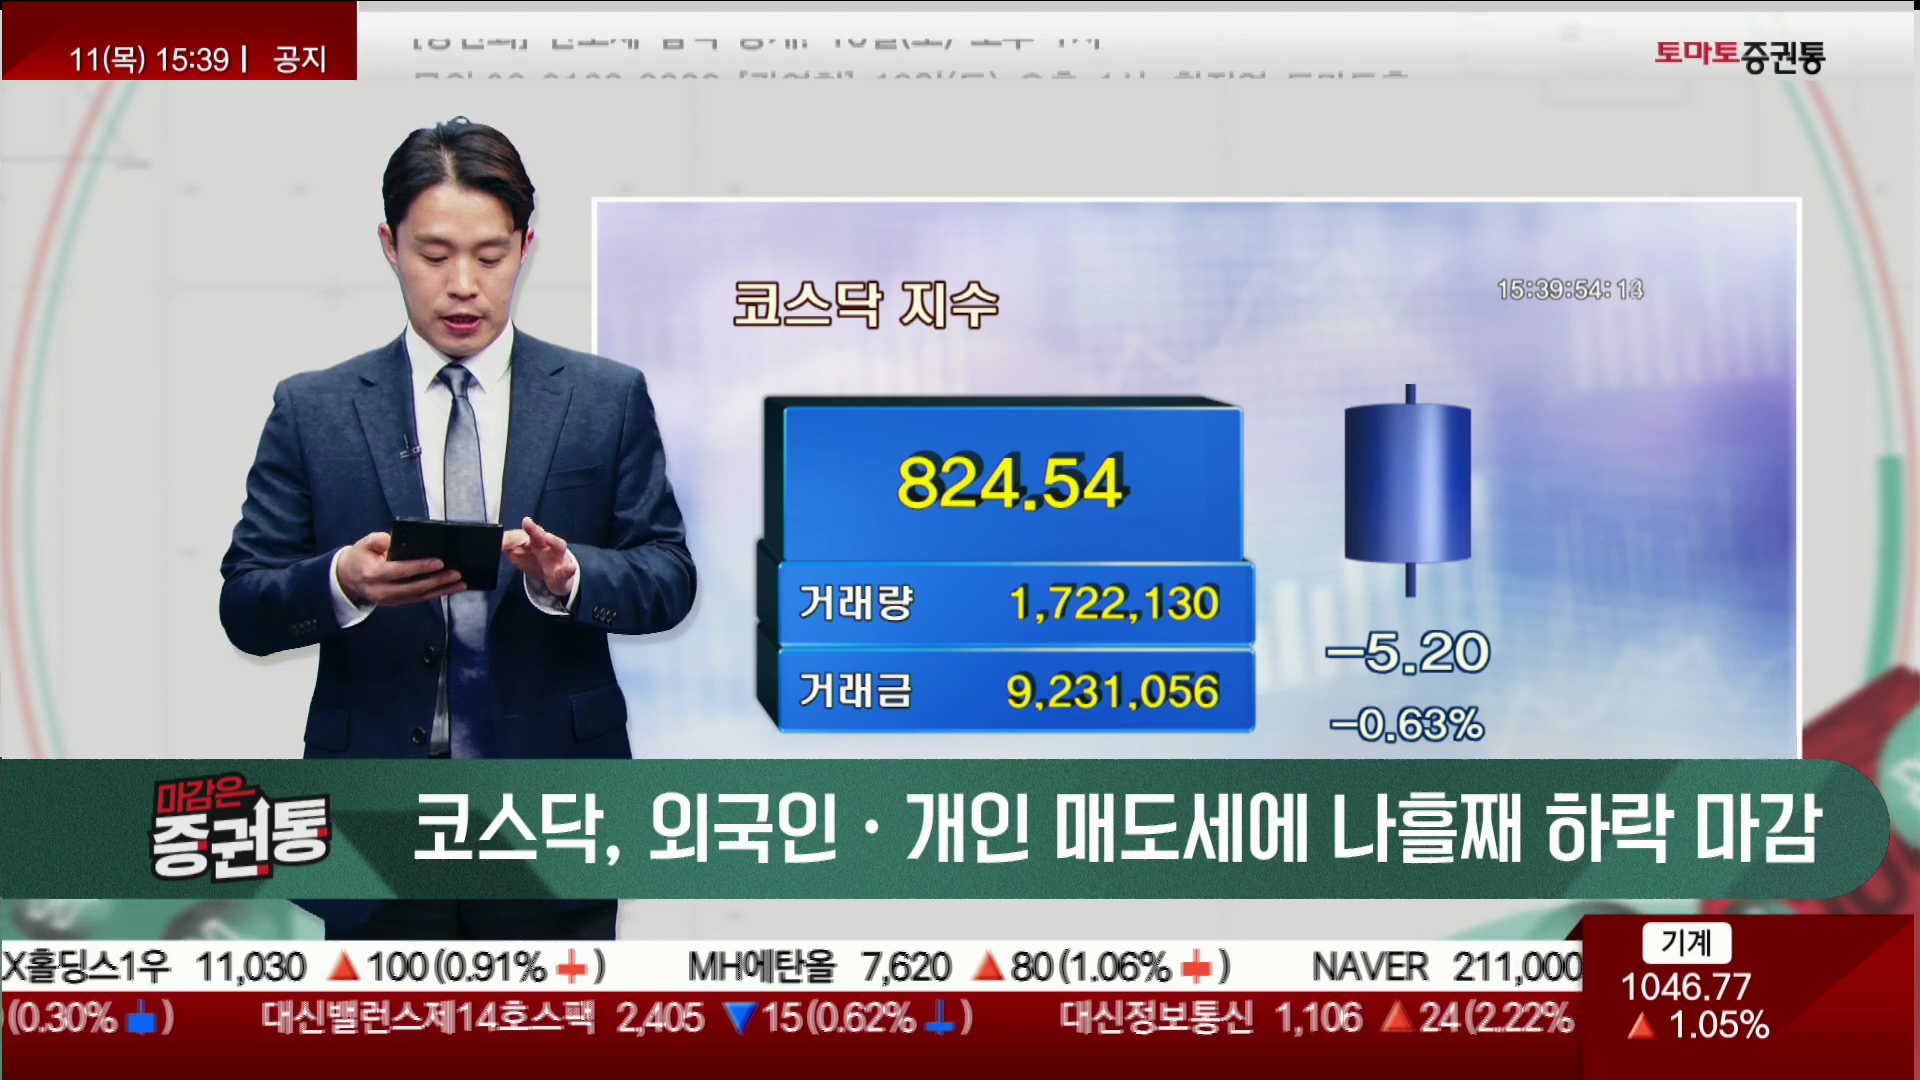 11(목) 15:39 | 공지
토마토증권통
코스닥 지수
15:39:54:
824.54
거래량 1,722,130
거래금 9,231,056
-5.20
-0.63%
마감은 증권통
코스닥, 외국인·개인 매도세에 나흘째 하락 마감
X홀딩스1우 11,030 ▲100(0.91%) MH에탄올 7,620 ▲80(1.06%) NAVER 211,000
(0.30%) 대신밸런스제14호스팩 2,405 ▼15(0.62%) 대신정보통신 1,106 ▲24(2.22%
기계
1046.77
▲ 1.05%